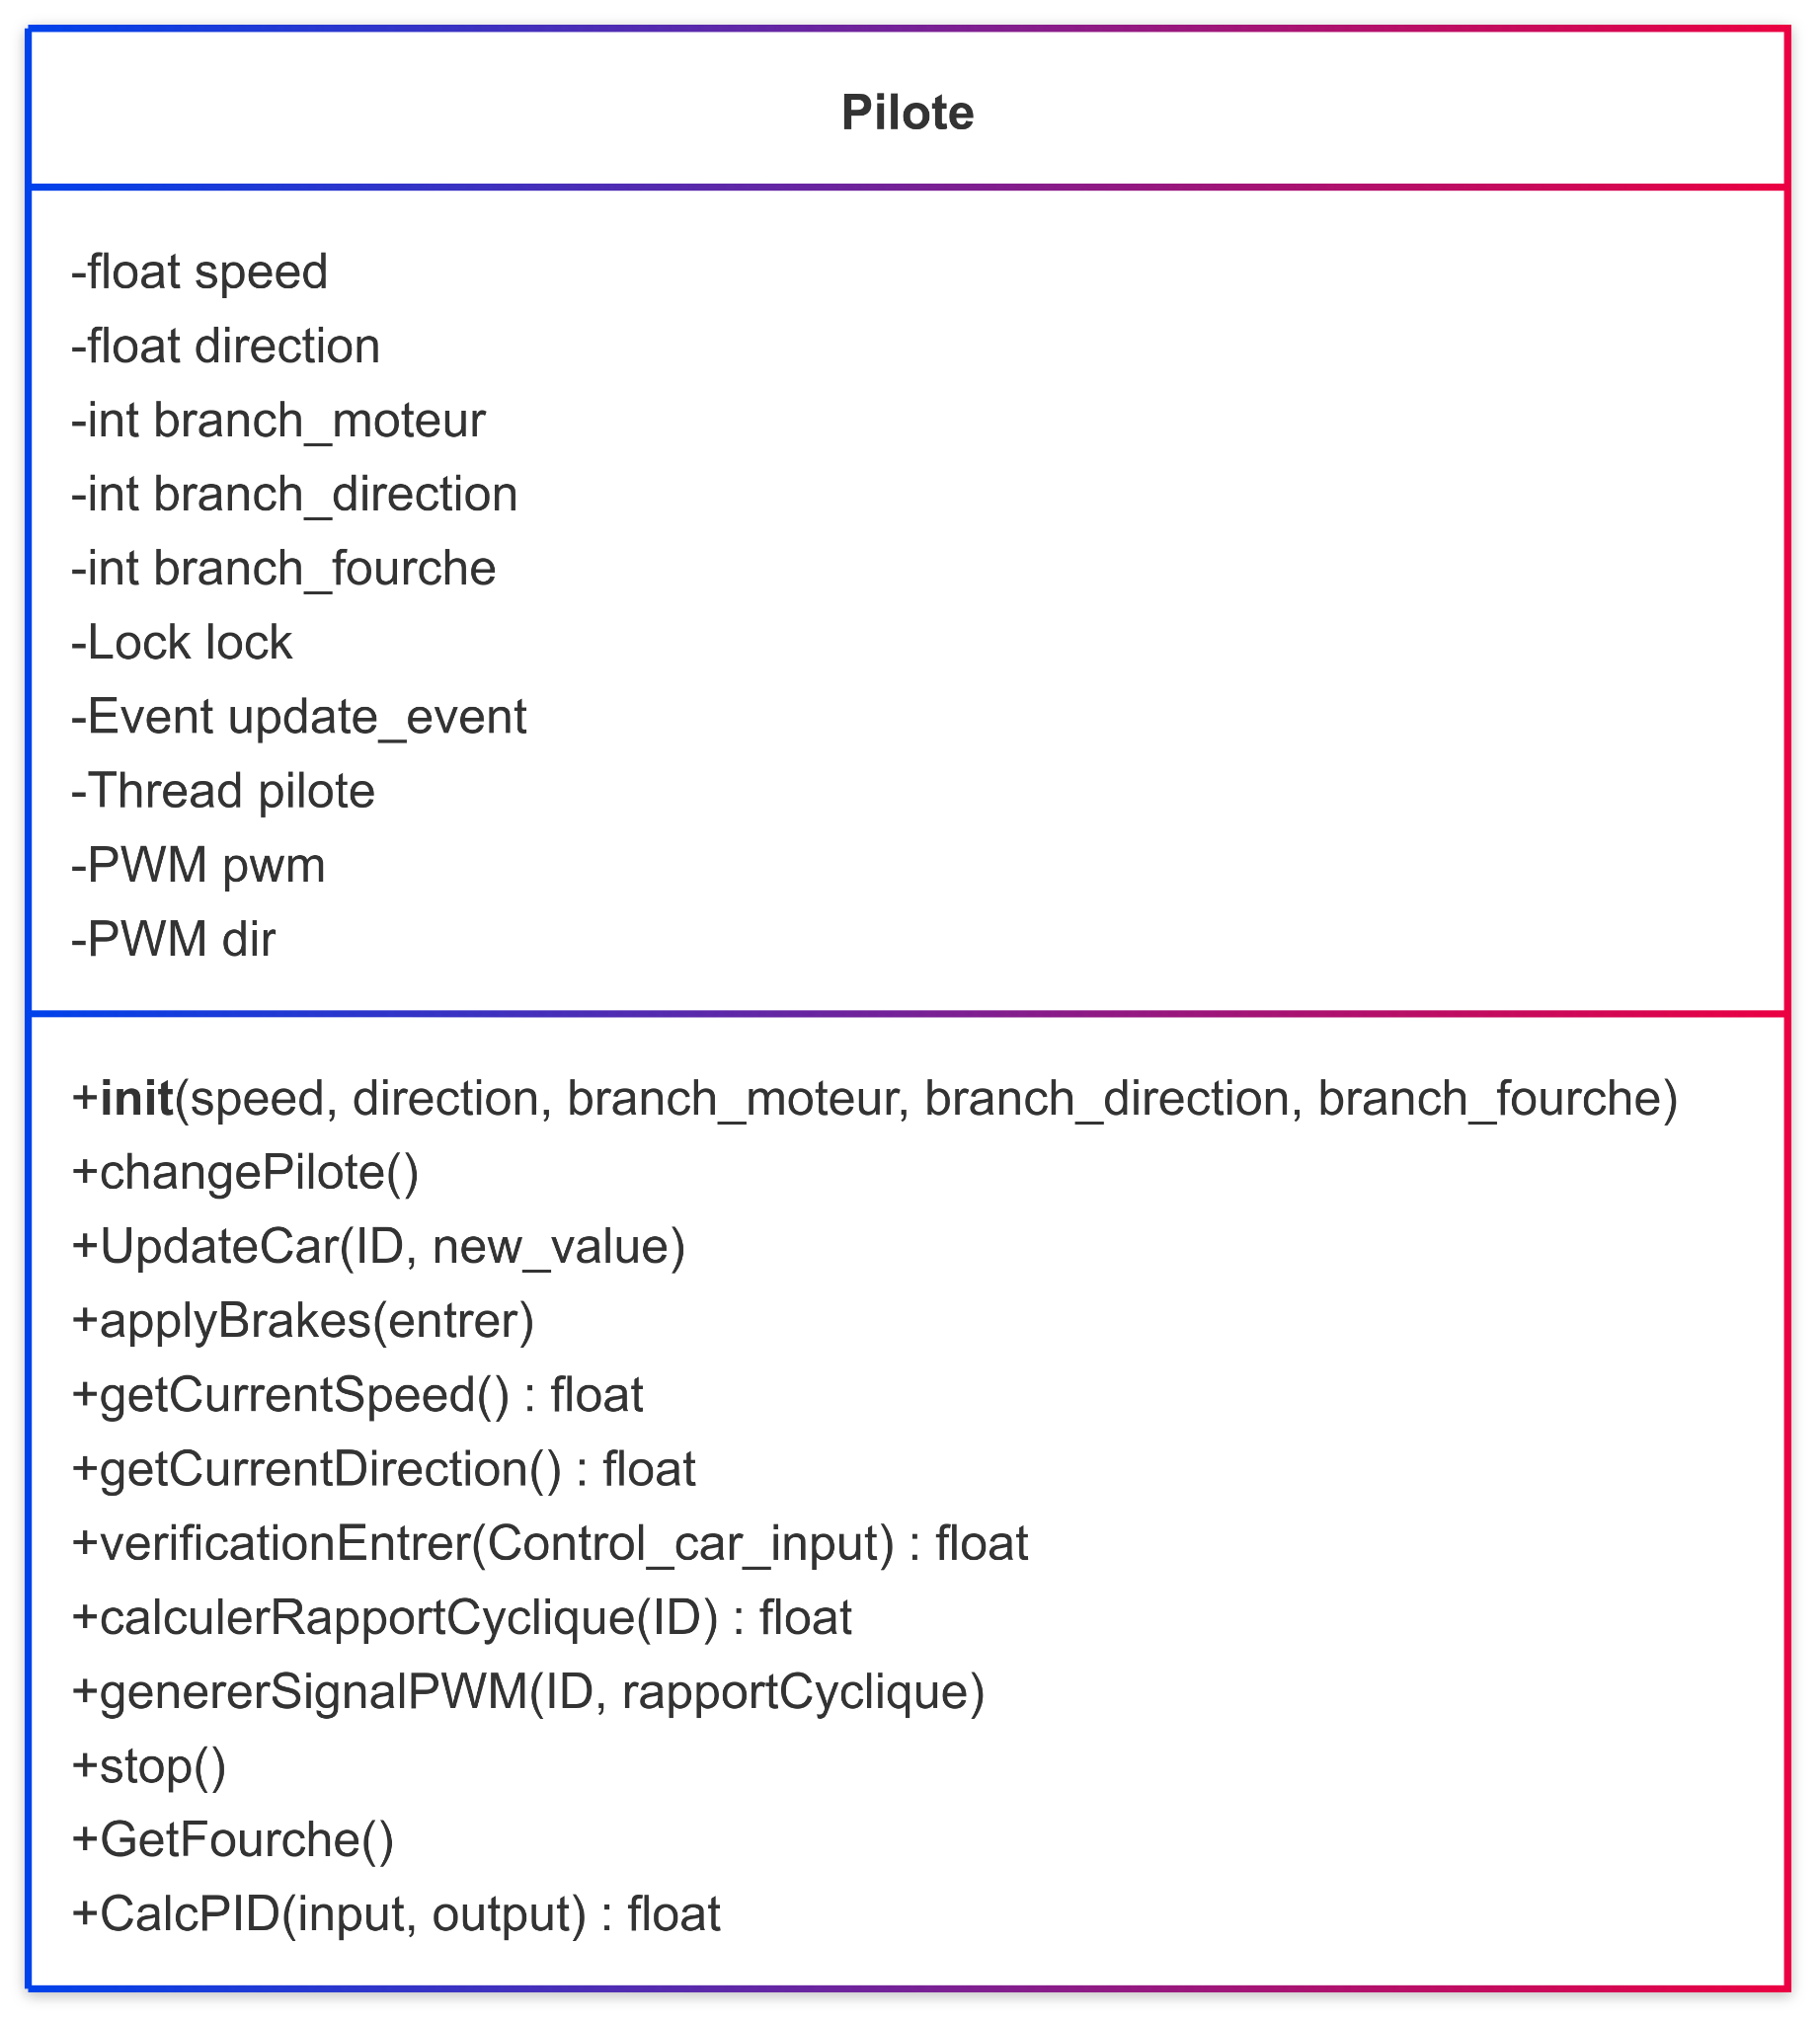 Pilote
-float speed
-float direction
-int branch_moteur
-int branch_direction
-int branch_fourche
-Lock lock
-Event update_event
-Thread pilote
-PWM pwm
-PWM dir
+init(speed, direction, branch_moteur, branch_direction, branch_fourche)
+changePilote()
+UpdateCar(ID, new_value)
+applyBrakes(entrer)
+getCurrentSpeed() : float
+getCurrentDirection() : float
+verificationEntrer(Control_car_input) : float
+calculerRapportCyclique(ID) : float
+genererSignalPWM(ID, rapportCyclique)
+stop()
+GetFourche()
+CalcPID(input, output) : float